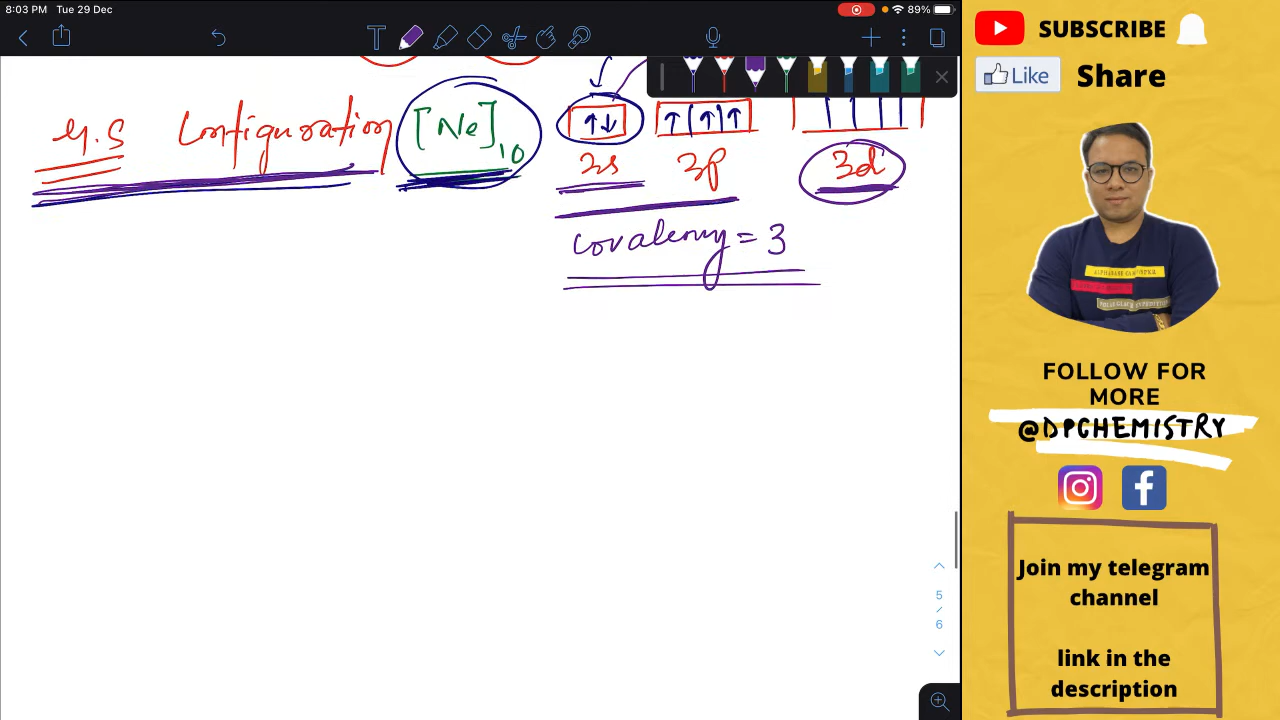 8:03 PM Tue 29 Dec
89%
G.S Configuration [Ne]10
↑↓ ↑ ↑ ↑
3s 3p 3d
Covalency = 3
5
/
6
SUBSCRIBE
Like Share
FOLLOW FOR
MORE
@DPCHEMISTRY
Join my telegram
channel
link in the
description